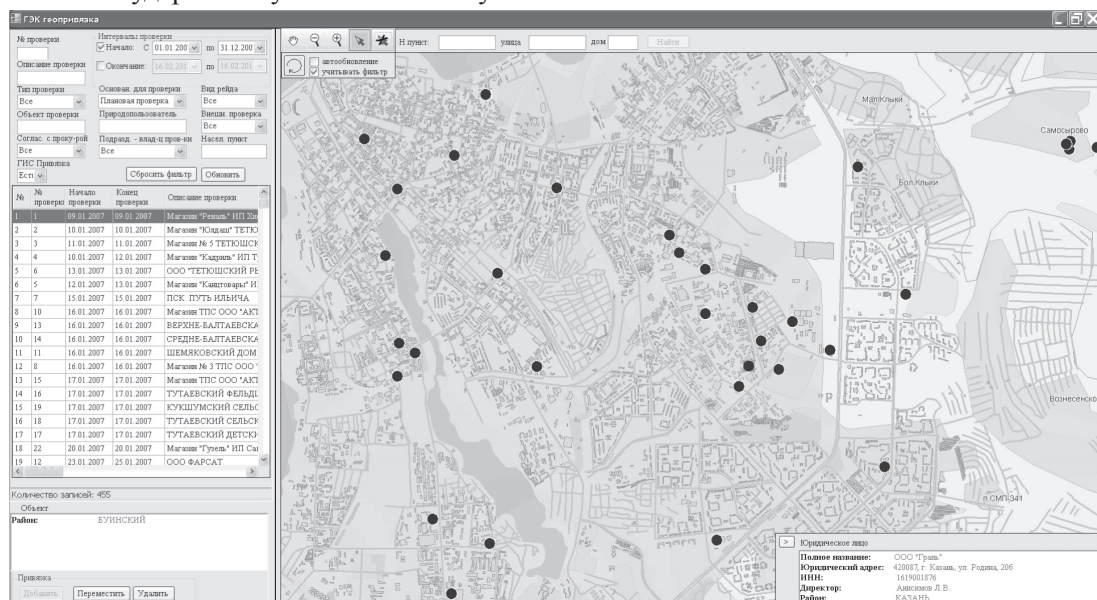 ГЭК геопривязка
№ проверки
Интервалы проверки
Начало: С 01.01.200 по 31.12.200
Описание проверки
Окончание: 16.02.201 по 16.02.201
Тип проверки Основан. для проверки Вид рейда
Все Плановая проверка Все
Объект проверки Природопользователь Внешн. проверка
Все
Соглас. с проку-рой Подразд. - влад-ц пров-ки Насел. пункт
Все Все
ГИС Привязка
Ест Сбросить фильтр Обновить
Н.пункт: улица дом Найти
автообновление
учитывать фильтр
№ № проверки Начало проверки Конец проверки Описание проверки
1 1 09.01.2007 09.01.2007 Магазин "Реналь" ИП
2 2 10.01.2007 10.01.2007 Магазин "Юлдаш" ТЕТЮ
3 3 11.01.2007 11.01.2007 Магазин № 5 ТЕТЮШСК
4 4 10.01.2007 12.01.2007 Магазин "Кадриль" ИП Т
5 6 13.01.2007 13.01.2007 ООО "ТЕТЮШСКИЙ РЫ
6 5 12.01.2007 13.01.2007 Магазин "Канцтовары" И
7 7 15.01.2007 15.01.2007 ПСК ПУТЬ ИЛЬИЧА
8 10 16.01.2007 16.01.2007 Магазин ТПС ООО "АКТ
9 13 16.01.2007 16.01.2007 ВЕРХНЕ-БАЛТАЕВСКА
10 14 16.01.2007 16.01.2007 СРЕДНЕ-БАЛТАЕВСКА
11 11 16.01.2007 16.01.2007 ШЕМЯКОВСКИЙ ДОМ
12 8 16.01.2007 16.01.2007 Магазин № 3 ТПС ООО "
13 15 17.01.2007 17.01.2007 Магазин ТПС ООО "АКТ
14 16 17.01.2007 17.01.2007 ТУТАЕВСКИЙ ФЕЛЬДШ
15 19 17.01.2007 17.01.2007 КУКШУМСКИЙ СЕЛЬС
16 18 17.01.2007 17.01.2007 ТУТАЕВСКИЙ СЕЛЬСК
17 17 17.01.2007 17.01.2007 ТУТАЕВСКИЙ ДЕТСКИ
18 22 20.01.2007 20.01.2007 Магазин "Гузель" ИП Са
19 12 23.01.2007 25.01.2007 ООО ФАРСАТ
Количество записей: 455
Объект
Район: БУИНСКИЙ
Привязка
Добавить Переместить Удалить
Мал.Клыки
Самосырово
Бол.Клыки
Вознесенско
Р
п.СМП-341
> Юридическое лицо
Полное название: ООО "Грань"
Юридический адрес: 420087, г. Казань, ул. Родина, 20б
ИНН: 1619001876
Директор: Анисимов Л.В.
Район: КАЗАНЬ